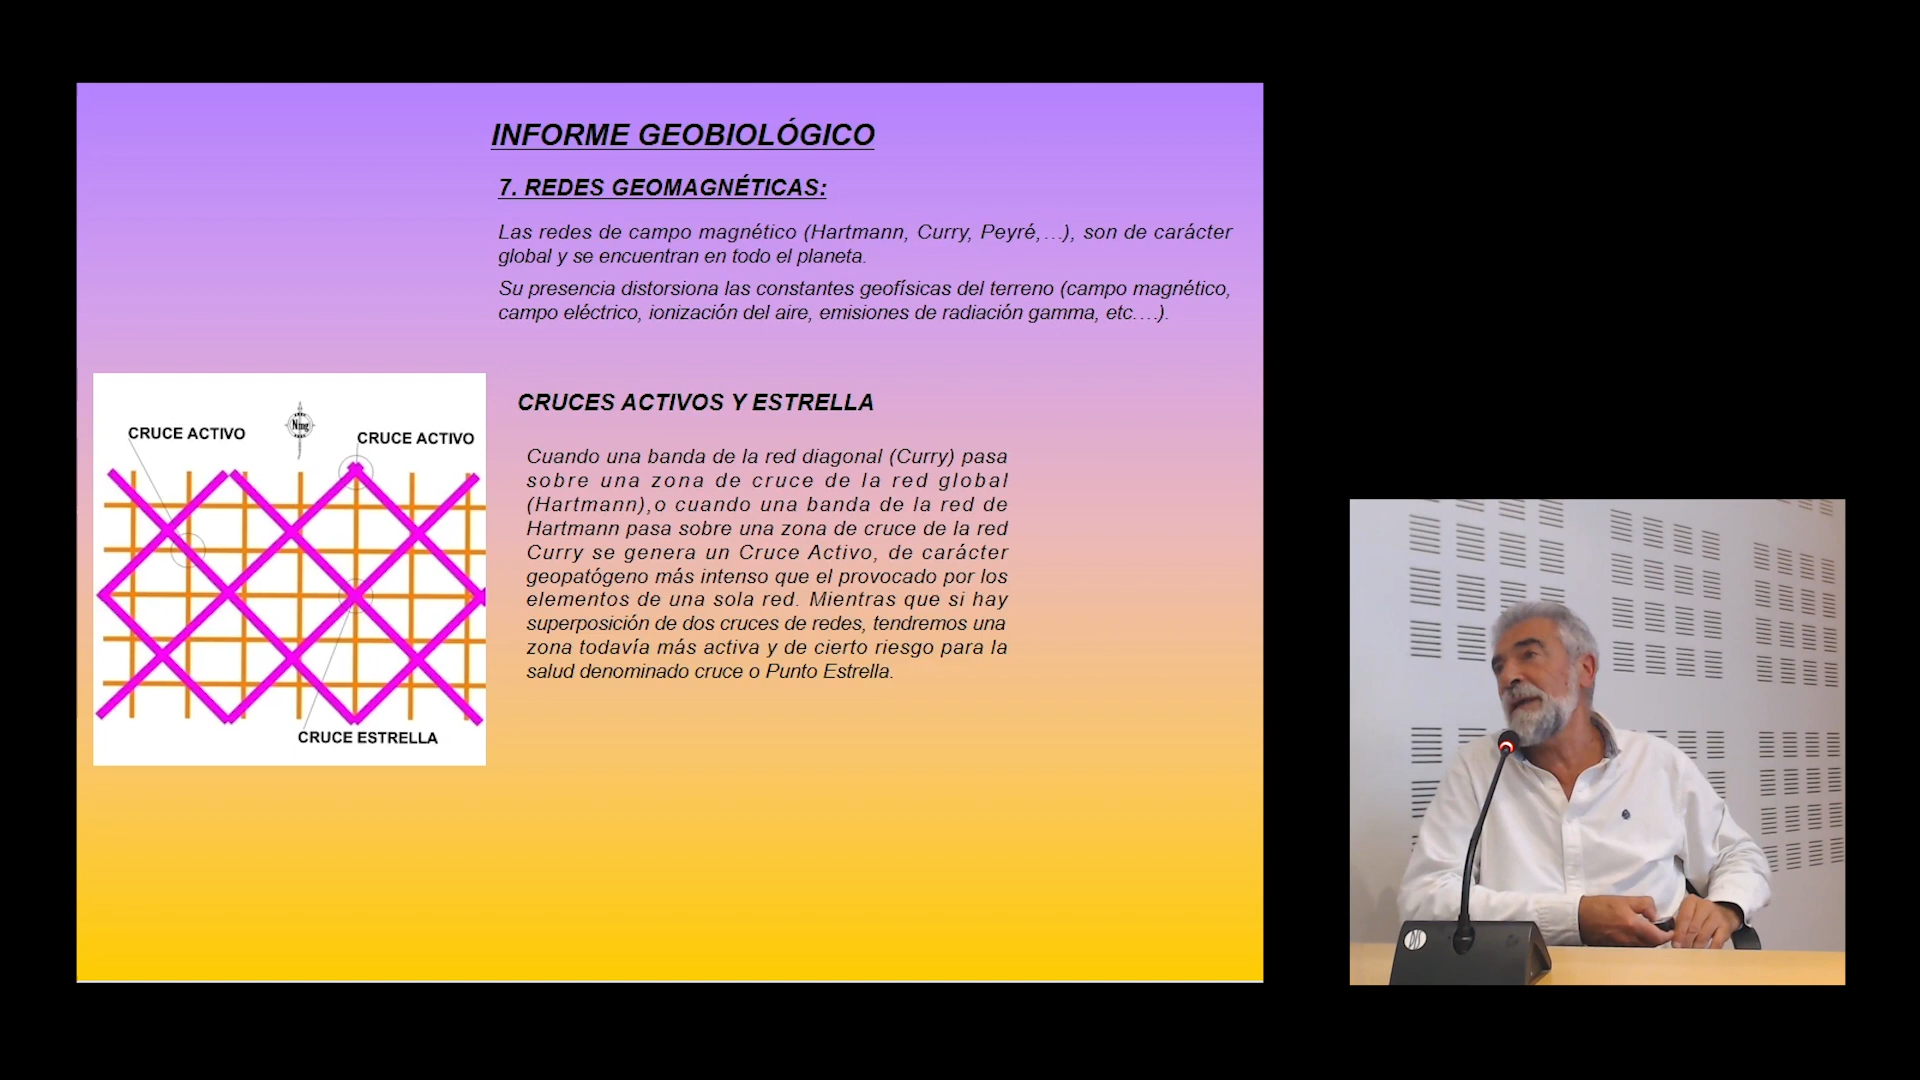 INFORME GEOBIOLÓGICO
7. REDES GEOMAGNÉTICAS:
Las redes de campo magnético (Hartmann, Curry, Peyré,…), son de carácter
global y se encuentran en todo el planeta.
Su presencia distorsiona las constantes geofísicas del terreno (campo magnético,
campo eléctrico, ionización del aire, emisiones de radiación gamma, etc….).
CRUCE ACTIVO
Nmg
CRUCE ACTIVO
CRUCE ESTRELLA
CRUCES ACTIVOS Y ESTRELLA
Cuando una banda de la red diagonal (Curry) pasa
sobre una zona de cruce de la red global
(Hartmann),o cuando una banda de la red de
Hartmann pasa sobre una zona de cruce de la red
Curry se genera un Cruce Activo, de carácter
geopatógeno más intenso que el provocado por los
elementos de una sola red. Mientras que si hay
superposición de dos cruces de redes, tendremos una
zona todavía más activa y de cierto riesgo para la
salud denominado cruce o Punto Estrella.